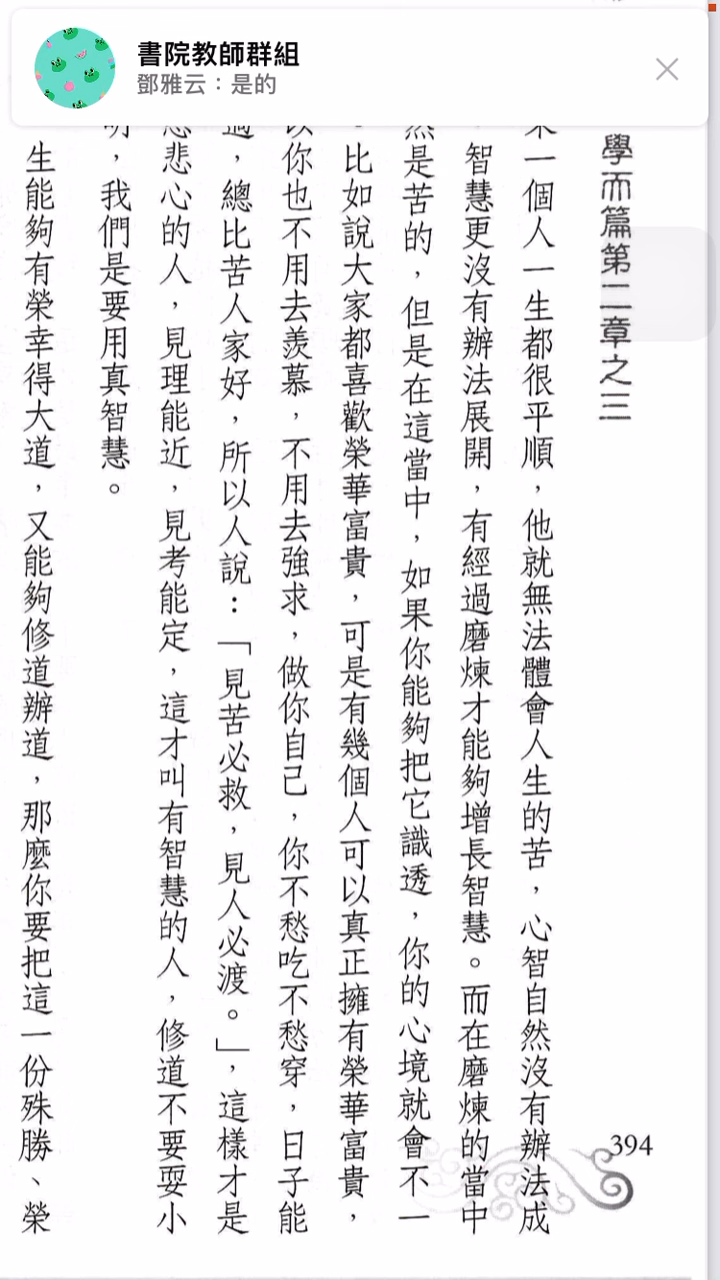 書院教師群組
鄧雅云：是的
學而篇第二章之三
一個人一生都很平順，他就無法體會人生的苦，心智自然沒有辦法成
智慧更沒有辦法展開，有經過磨煉才能夠增長智慧。而在磨煉的當中
然是苦的，但是在這當中，如果你能夠把它識透，你的心境就會不一
。比如說大家都喜歡榮華富貴，可是有幾個人可以真正擁有榮華富貴，
以你也不用去羨慕，不用去強求，做你自己，你不愁吃不愁穿，日子能
過，總比苦人家好，所以人說：「見苦必救，見人必渡。」，這樣才是
悲心的人，見理能近，見考能定，這才叫有智慧的人，修道不要耍小
明，我們是要用真智慧。
生能夠有榮幸得大道，又能夠修道辦道，那麼你要把這一份殊勝、榮
394